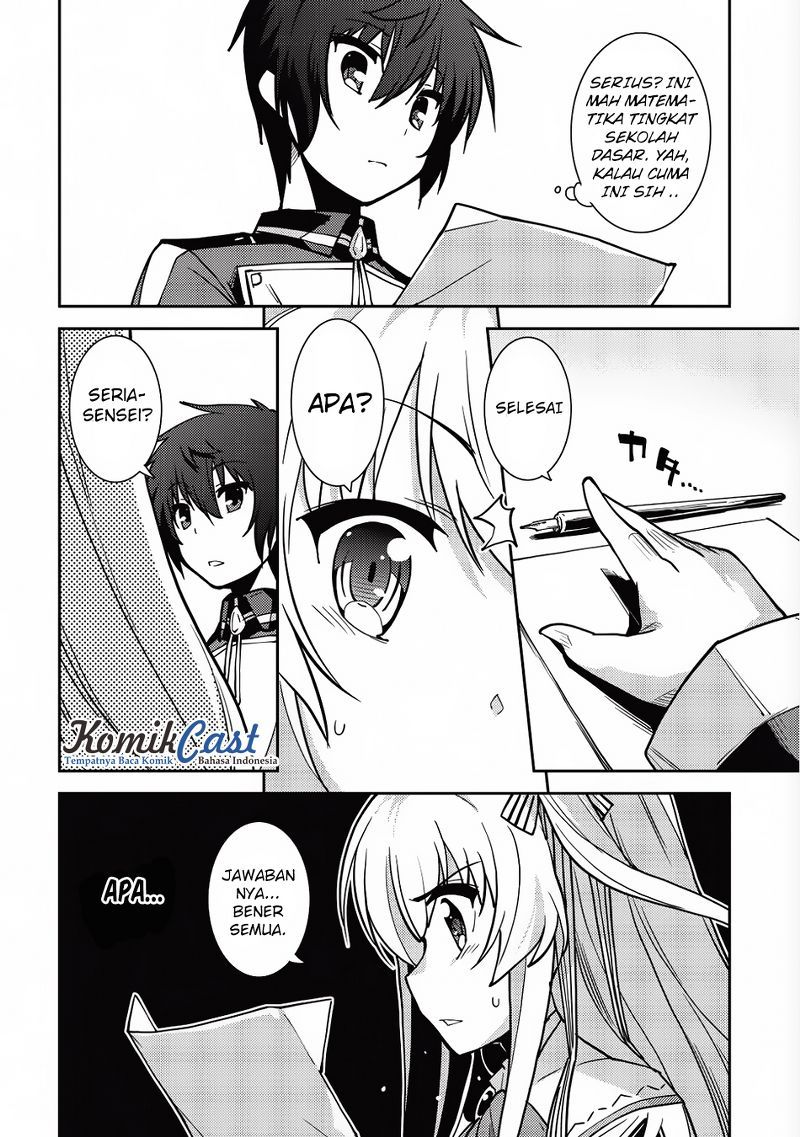 SERIUS? INI
MAH MATEMA-
TIKA TINGKAT
SEKOLAH
DASAR. YAH,
KALAU CUMA
INI SIH ..
SELESAI
カタ....
APA?
SERIA-
SENSEI?
KomikCast
Tempatnya Baca Komik Bahasa Indonesia
JAWABAN
NYA...
BENER
SEMUA.
APA...